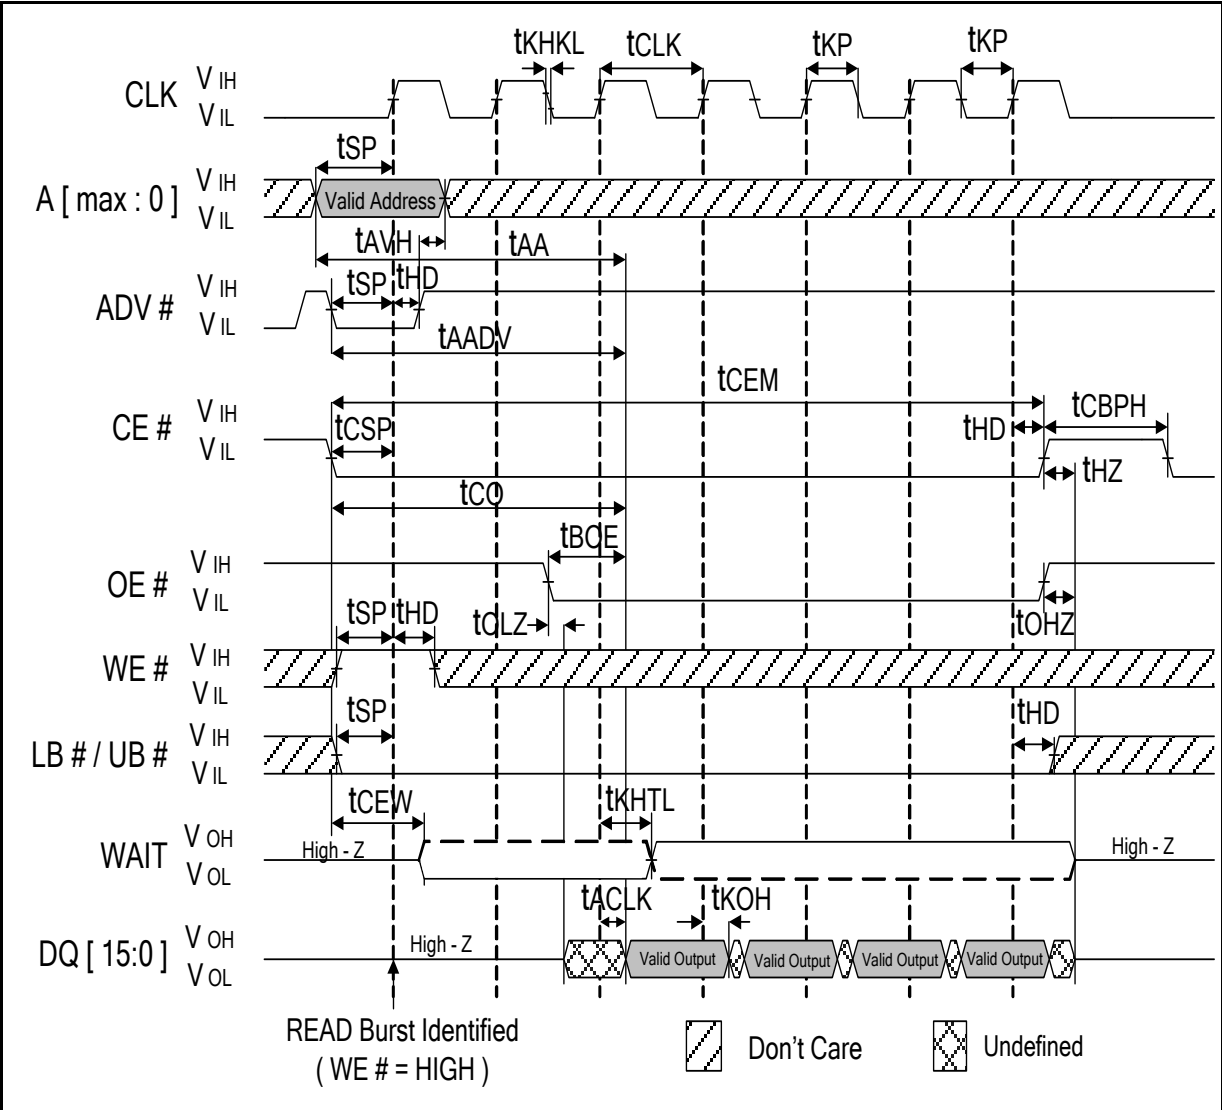 tKHKL tCLK tKP tKP
CLK V IH
V IL
tSP
A [ max : 0 ] V IH
V IL
Valid Address
tAVH tAA
ADV # V IH
V IL
tSP tHD
tAADV
tCEM
CE # V IH
V IL
tCSP tHD tCBPH
tHZ
tCO
tBOE
OE # V IH
V IL
tSP tHD tOLZ tOHZ
WE # V IH
V IL
tSP tHD
LB # / UB # V IH
V IL
tCEW tKHTL
WAIT V OH
V OL
High - Z High - Z
tACLK tKOH
DQ [ 15:0 ] V OH
V OL
High - Z Valid Output Valid Output Valid Output Valid Output
READ Burst Identified
( WE # = HIGH )
Don't Care Undefined